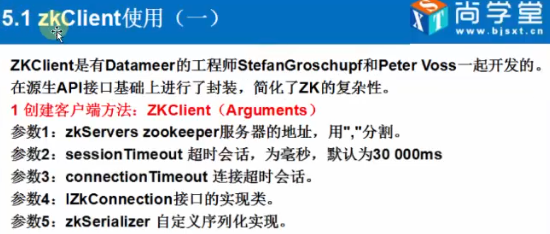 5.1 zkClient使用（一）
尚学堂
www.bjsxt.com
ZKClient是有Datameer的工程师StefanGroschupf和Peter Voss一起开发的。
在源生API接口基础上进行了封装，简化了ZK的复杂性。
1 创建客户端方法：ZKClient（Arguments）
参数1：zkServers zookeeper服务器的地址，用","分割。
参数2：sessionTimeout 超时会话，为毫秒，默认为30 000ms
参数3：connectionTimeout 连接超时会话。
参数4：IZkConnection接口的实现类。
参数5：zkSerializer 自定义序列化实现。